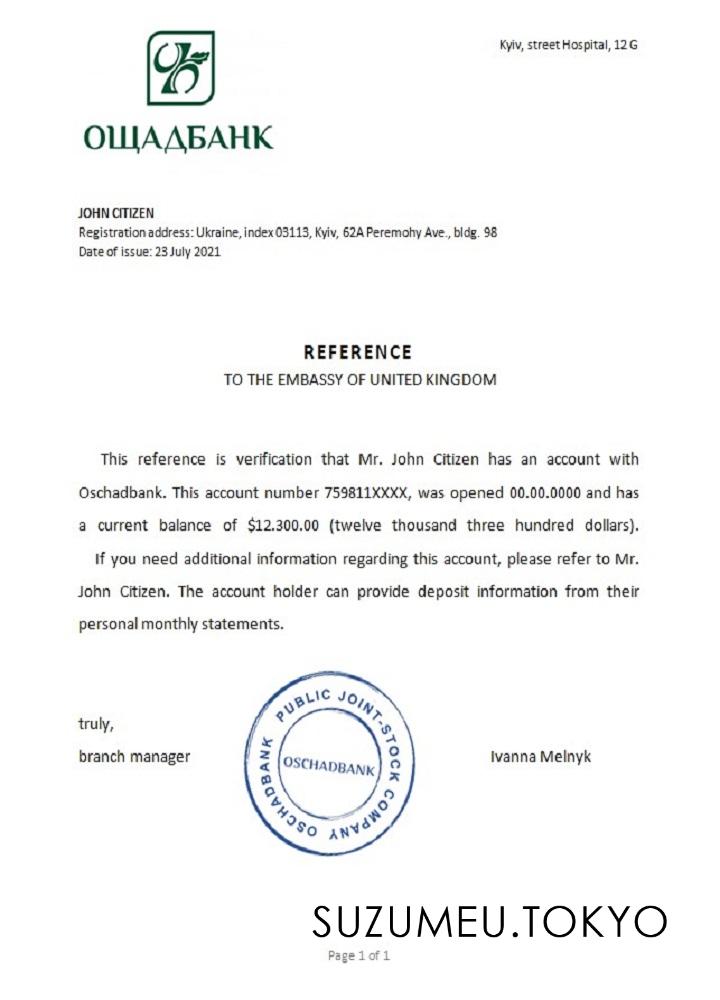 Kyiv, street Hospital, 12 G
ОЩАДБАНК
JOHN CITIZEN
Registration address: Ukraine, index 03113, Kyiv, 62A Peremohy Ave., bldg. 98
Date of issue: 23 July 2021
REFERENCE
TO THE EMBASSY OF UNITED KINGDOM
This reference is verification that Mr. John Citizen has an account with
Oschadbank. This account number 759811XXXX, was opened 00.00.0000 and has
a current balance of $12.300.00 (twelve thousand three hundred dollars).
If you need additional information regarding this account, please refer to Mr.
John Citizen. The account holder can provide deposit information from their
personal monthly statements.
truly,
branch manager
PUBLIC JOINT-STOCK COMPANY OSCHADBANK
OSCHADBANK
Ivanna Melnyk
SUZUMEU.TOKYO
Page 1 of 1